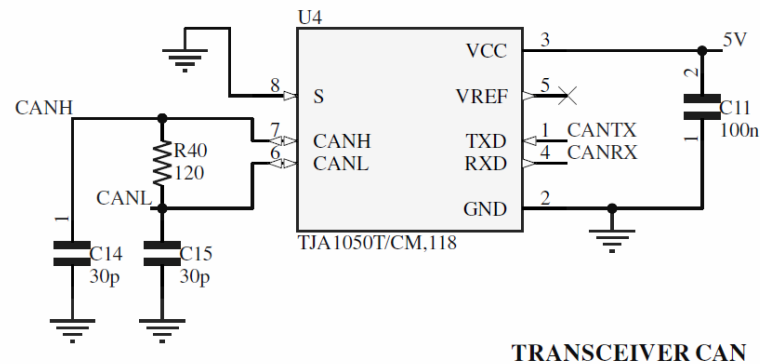 U4
VCC 3 5V
8 S
VREF 5
2
C11
100n
1
CANH
7 CANH
TXD 1 CANTX
R40
120
6 CANL
RXD 4 CANRX
CANL
GND 2
1
TJA1050T/CM,118
C14
30p
C15
30p
TRANSCEIVER CAN